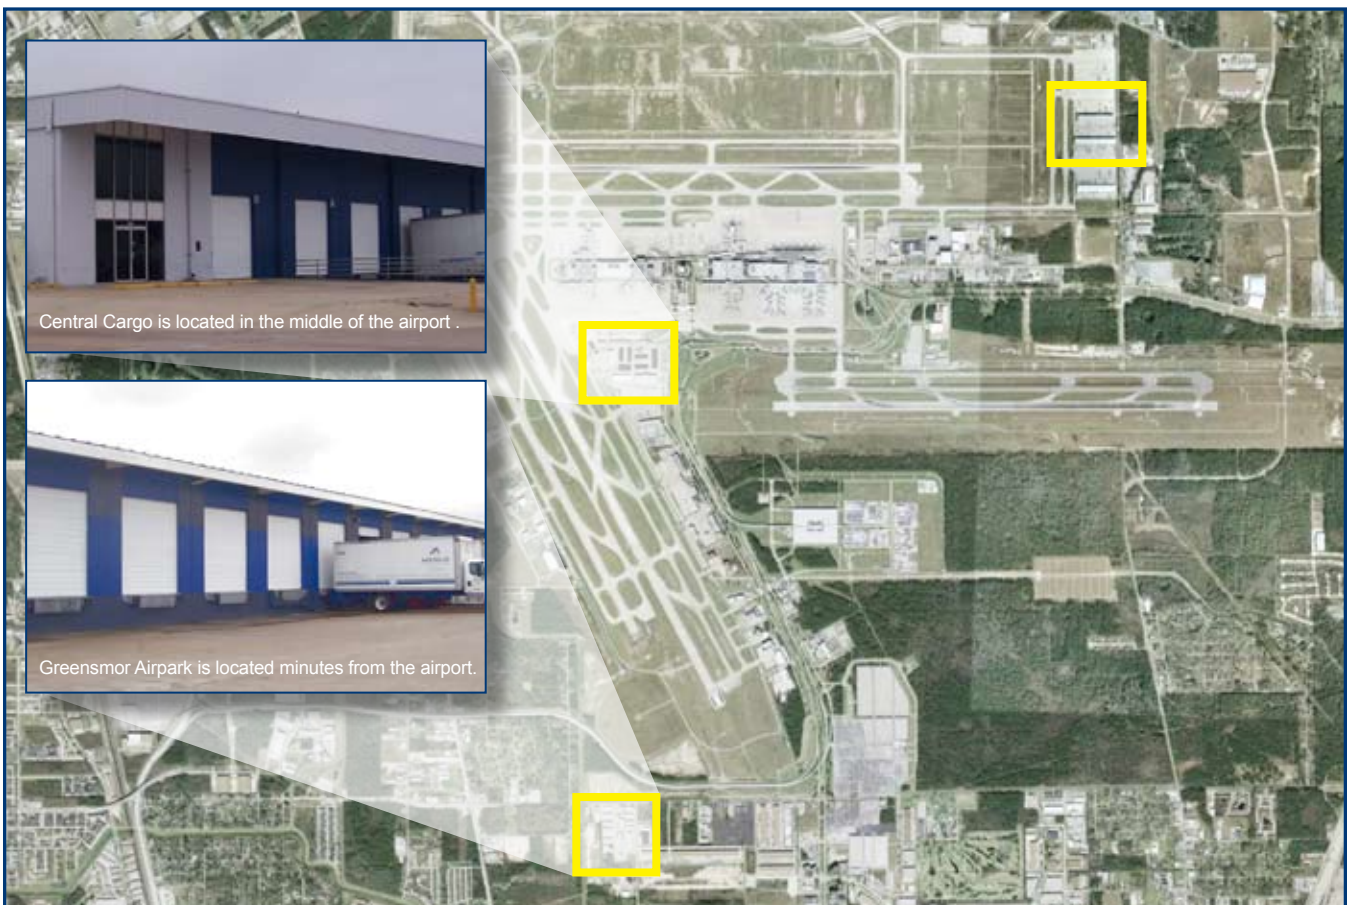 Central Cargo is located in the middle of the airport .
Greensmor Airpark is located minutes from the airport.